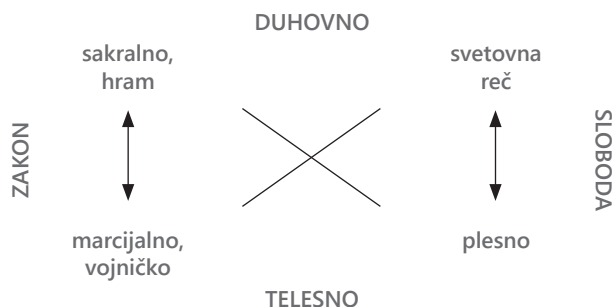 DUHOVNO
sakralno,
hram
svetovna
reč
ZAKON
SLOBODA
marcijalno,
vojničko
plesno
TELESNO